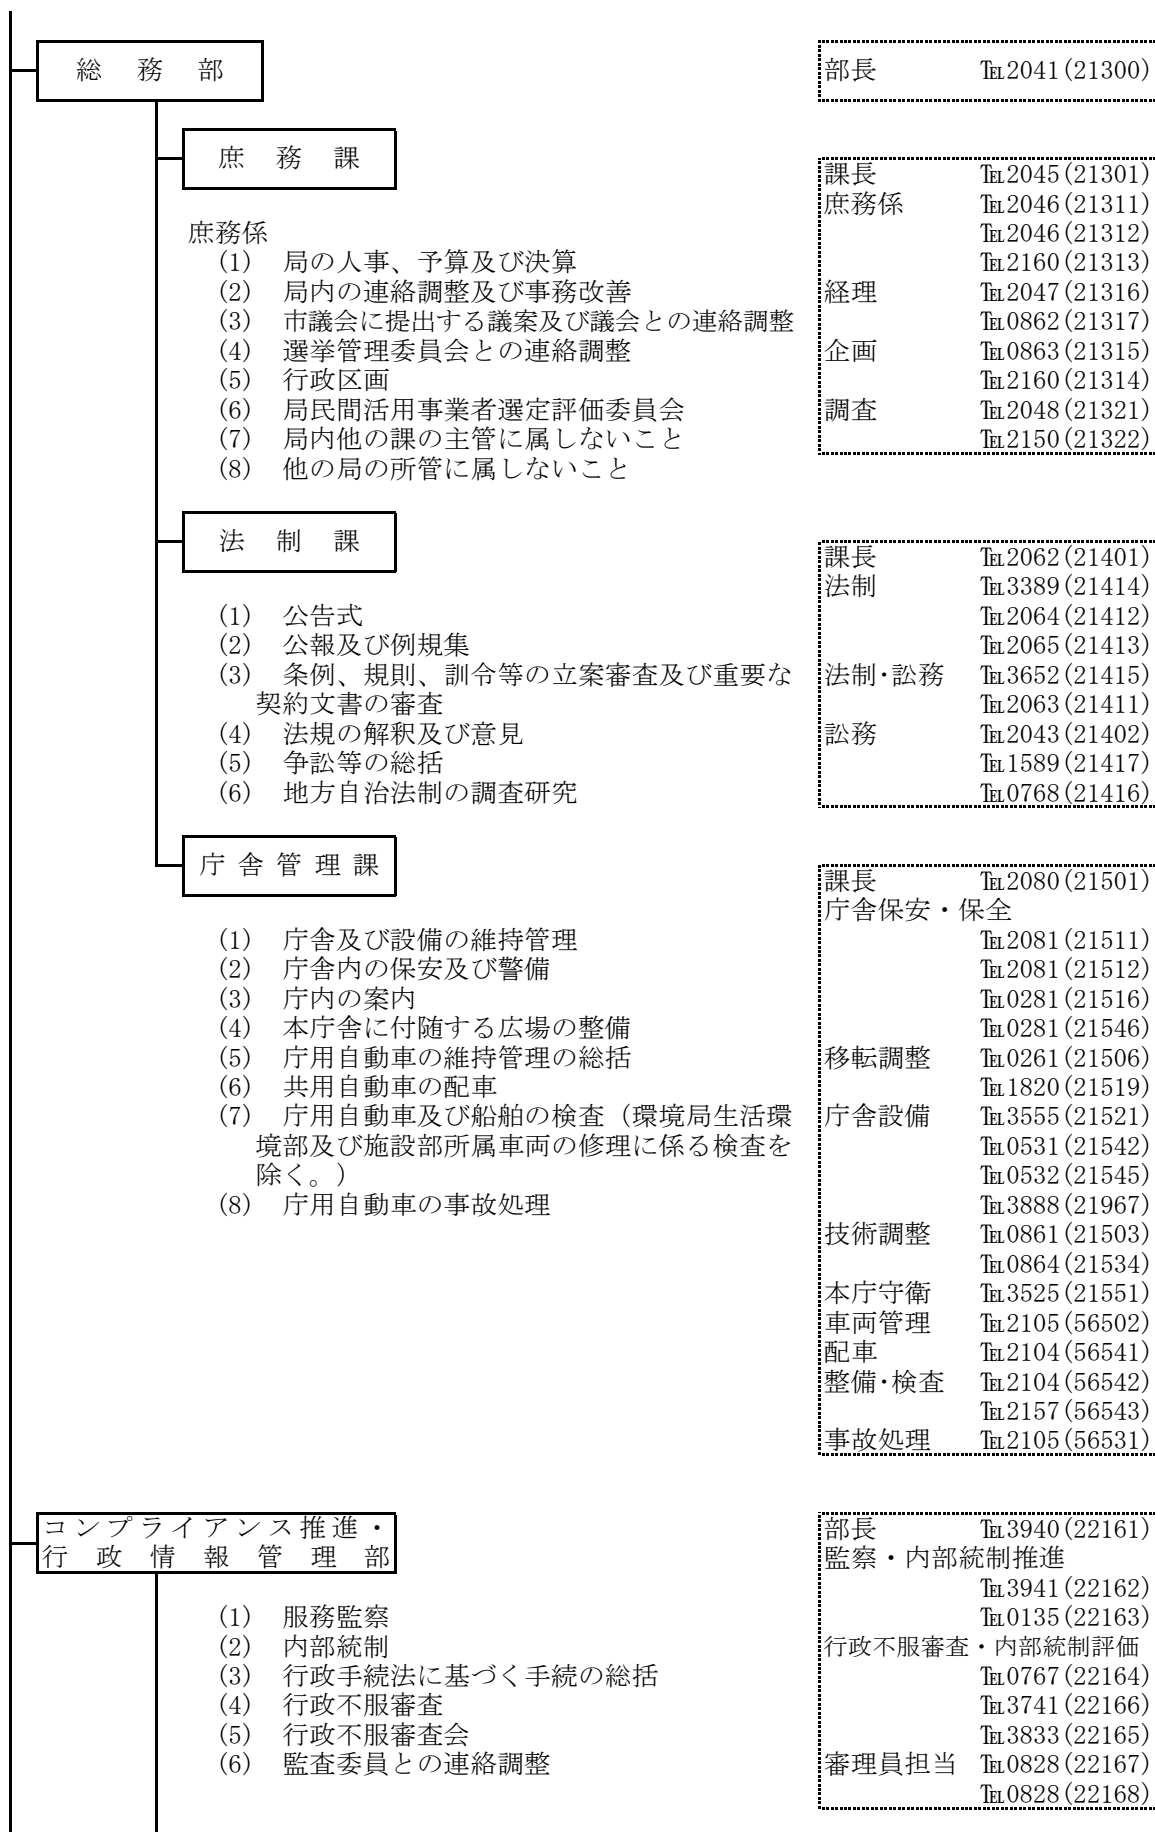 総務部
部長 ℡2041(21300)
庶務課
課長 ℡2045(21301)
庶務係 ℡2046(21311)
℡2046(21312)
℡2160(21313)
経理 ℡2047(21316)
℡0862(21317)
企画 ℡0863(21315)
℡2160(21314)
調査 ℡2048(21321)
℡2150(21322)
庶務係
(1) 局の人事、予算及び決算
(2) 局内の連絡調整及び事務改善
(3) 市議会に提出する議案及び議会との連絡調整
(4) 選挙管理委員会との連絡調整
(5) 行政区画
(6) 局民間活用事業者選定評価委員会
(7) 局内他の課の主管に属しないこと
(8) 他の局の所管に属しないこと
法制課
課長 ℡2062(21401)
法制 ℡3389(21414)
℡2064(21412)
℡2065(21413)
法制・訟務 ℡3652(21415)
℡2063(21411)
訟務 ℡2043(21402)
℡1589(21417)
℡0768(21416)
(1) 公告式
(2) 公報及び例規集
(3) 条例、規則、訓令等の立案審査及び重要な
契約文書の審査
(4) 法規の解釈及び意見
(5) 争訟等の総括
(6) 地方自治法制の調査研究
庁舎管理課
課長 ℡2080(21501)
庁舎保安・保全
℡2081(21511)
℡2081(21512)
℡0281(21516)
℡0281(21546)
移転調整 ℡0261(21506)
℡1820(21519)
庁舎設備 ℡3555(21521)
℡0531(21542)
℡0532(21545)
℡3888(21967)
技術調整 ℡0861(21503)
℡0864(21534)
本庁守衛 ℡3525(21551)
車両管理 ℡2105(56502)
配車 ℡2104(56541)
整備・検査 ℡2104(56542)
℡2157(56543)
事故処理 ℡2105(56531)
(1) 庁舎及び設備の維持管理
(2) 庁舎内の保安及び警備
(3) 庁内の案内
(4) 本庁舎に付随する広場の整備
(5) 庁用自動車の維持管理の総括
(6) 共用自動車の配車
(7) 庁用自動車及び船舶の検査（環境局生活環
境部及び施設部所属車両の修理に係る検査を
除く。）
(8) 庁用自動車の事故処理
コンプライアンス推進・
行政情報管理部
部長 ℡3940(22161)
監察・内部統制推進
℡3941(22162)
℡0135(22163)
行政不服審査・内部統制評価
℡0767(22164)
℡3741(22166)
℡3833(22165)
審理員担当 ℡0828(22167)
℡0828(22168)
(1) 服務監察
(2) 内部統制
(3) 行政手続法に基づく手続の総括
(4) 行政不服審査
(5) 行政不服審査会
(6) 監査委員との連絡調整